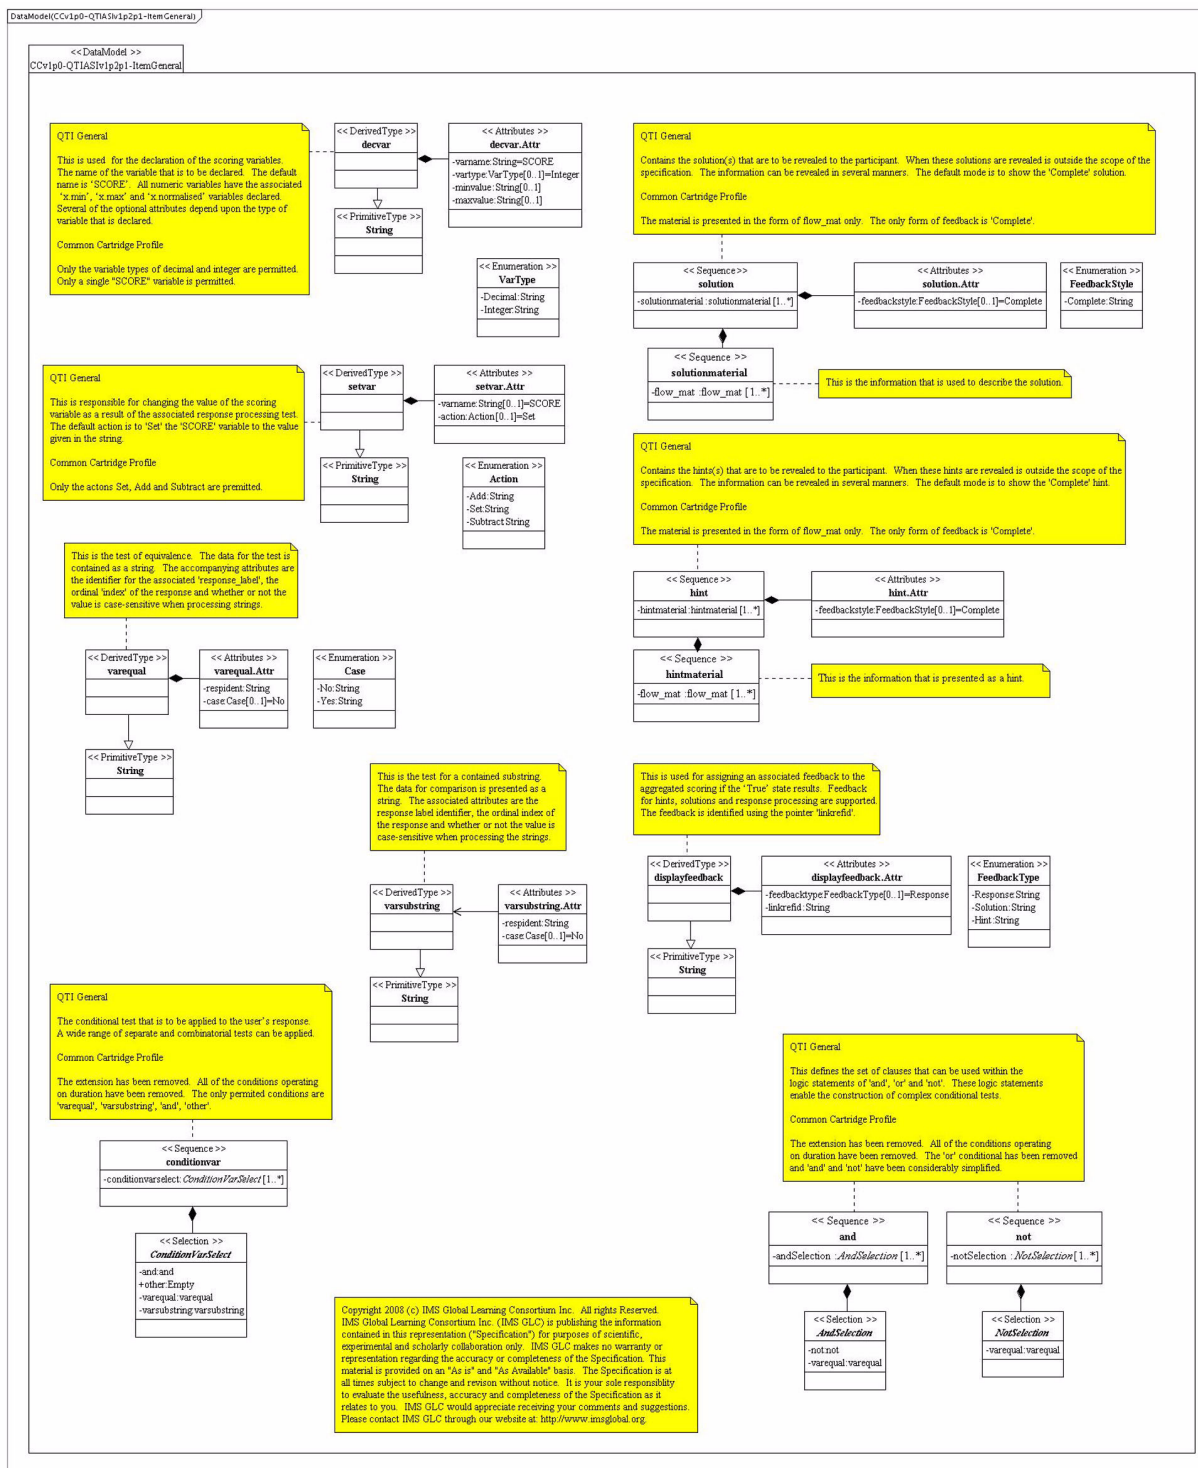 DataModel(CCv1p0-QTIASIv1p2p1-ItemGeneral)
<< DataModel >>
CCv1p0-QTIASIv1p2p1-ItemGeneral
QTI General
This is used  for the declaration of the scoring variables.
The name of the variable that is to be declared.  The default
name is ‘SCORE’.  All numeric variables have the associated
‘x.min’, ‘x.max’ and ‘x.normalised’ variables declared.
Several of the optional attributes depend upon the type of
variable that is declared.
Common Cartridge Profile
Only the variable types of decimal and integer are permitted.
Only a single "SCORE" variable is permitted.
<< DerivedType >>
decvar
<< Attributes >>
decvar.Attr
-varname:String=SCORE
-vartype:VarType[0..1]=Integer
-minvalue:String[0..1]
-maxvalue:String[0..1]
<< PrimitiveType >>
String
<< Enumeration >>
VarType
-Decimal:String
-Integer:String
QTI General
Contains the solution(s) that are to be revealed to the participant.  When these solutions are revealed is outside the scope of the
specification.  The information can be revealed in several manners.  The default mode is to show the 'Complete' solution.
Common Cartridge Profile
The material is presented in the form of flow_mat only.  The only form of feedback is 'Complete'.
<< Sequence>>
solution
-solutionmaterial :solutionmaterial [1..*]
<< Attributes >>
solution.Attr
-feedbackstyle:FeedbackStyle[0..1]=Complete
<< Enumeration >>
FeedbackStyle
-Complete:String
<< Sequence >>
solutionmaterial
-flow_mat :flow_mat [ 1..*]
This is the information that is used to describe the solution.
QTI General
This is responsible for changing the value of the scoring
variable as a result of the associated response processing test.
The default action is to 'Set' the 'SCORE' variable to the value
given in the string.
Common Cartridge Profile
Only the actons Set, Add and Subtract are premitted.
<< DerivedType >>
setvar
<< Attributes >>
setvar.Attr
-varname:String[0..1]=SCORE
-action:Action[0..1]=Set
<< PrimitiveType >>
String
<< Enumeration >>
Action
-Add:String
-Set:String
-Subtract:String
QTI General
Contains the hints(s) that are to be revealed to the participant.  When these hints are revealed is outside the scope of the
specification.  The information can be revealed in several manners.  The default mode is to show the 'Complete' hint.
Common Cartridge Profile
The material is presented in the form of flow_mat only.  The only form of feedback is 'Complete'.
<< Sequence >>
hint
-hintmaterial :hintmaterial [1..*]
<< Attributes >>
hint.Attr
-feedbackstyle:FeedbackStyle[0..1]=Complete
<< Sequence >>
hintmaterial
-flow_mat :flow_mat [1..*]
This is the information that is presented as a hint.
This is the test of equivalence.  The data for the test is
contained as a string.  The accompanying attributes are
the identifier for the associated 'response_label', the
ordinal 'index' of the response and whether or not the
value is case-sensitive when processing strings.
<< DerivedType >>
varequal
<< Attributes >>
varequal.Attr
-respident:String
-case:Case[0..1]=No
<< Enumeration >>
Case
-No:String
-Yes:String
<< PrimitiveType >>
String
This is the test for a contained substring.
The data for comparison is presented as a
string.  The associated attributes are the
response label identifier, the ordinal index of
the response and whether or not the value is
case-sensitive when processing the strings.
<< DerivedType >>
varsubstring
<< Attributes >>
varsubstring.Attr
-respident:String
-case:Case[0..1]=No
<< PrimitiveType >>
String
This is used for assigning an associated feedback to the
aggregated scoring if the ‘True’ state results.  Feedback
for hints, solutions and response processing are supported.
The feedback is identified using the pointer 'linkrefid'.
<< DerivedType >>
displayfeedback
<< Attributes >>
displayfeedback.Attr
-feedbacktype:FeedbackType[0..1]=Response
-linkrefid:String
<< Enumeration >>
FeedbackType
-Response:String
-Solution:String
-Hint:String
<< PrimitiveType >>
String
QTI General
The conditional test that is to be applied to the user’s response.
A wide range of separate and combinatorial tests can be applied.
Common Cartridge Profile
The extension has been removed.  All of the conditions operating
on duration have been removed.  The only permited conditions are
'varequal', 'varsubstring', 'and', 'other'.
<< Sequence >>
conditionvar
-conditionvarselect: ConditionVarSelect [1..*]
<< Selection >>
ConditionVarSelect
-and:and
+other:Empty
-varequal:varequal
-varsubstring:varsubstring
QTI General
This defines the set of clauses that can be used within the
logic statements of 'and', 'or' and 'not'.  These logic statements
enable the construction of complex conditional tests.
Common Cartridge Profile
The extension has been removed.  All of the conditions operating
on duration have been removed.  The 'or' conditional has been removed
and 'and' and 'not' have been considerably simplified.
<< Sequence >>
and
-andSelection : AndSelection [1..*]
<< Sequence >>
not
-notSelection : NotSelection [1..*]
<< Selection >>
AndSelection
-not:not
-varequal:varequal
<< Selection >>
NotSelection
-varequal:varequal
Copyright 2008 (c) IMS Global Learning Consortium Inc.  All rights Reserved.
IMS Global Learning Consortium Inc. (IMS GLC) is publishing the information
contained in this representation ("Specification") for purposes of scientific,
experimental and scholarly collaboration only.  IMS GLC makes no warranty or
representation regarding the accuracy or completeness of the Specification. This
material is provided on an "As is" and "As Available" basis.  The Specification is at
all times subject to change and revison without notice.  It is your sole responsiblity
to evaluate the usefulness, accuracy and completeness of the Specification as it
relates to you.  IMS GLC would appreciate receiving your comments and suggestions.
Please contact IMS GLC through our website at: http://www.imsglobal.org.